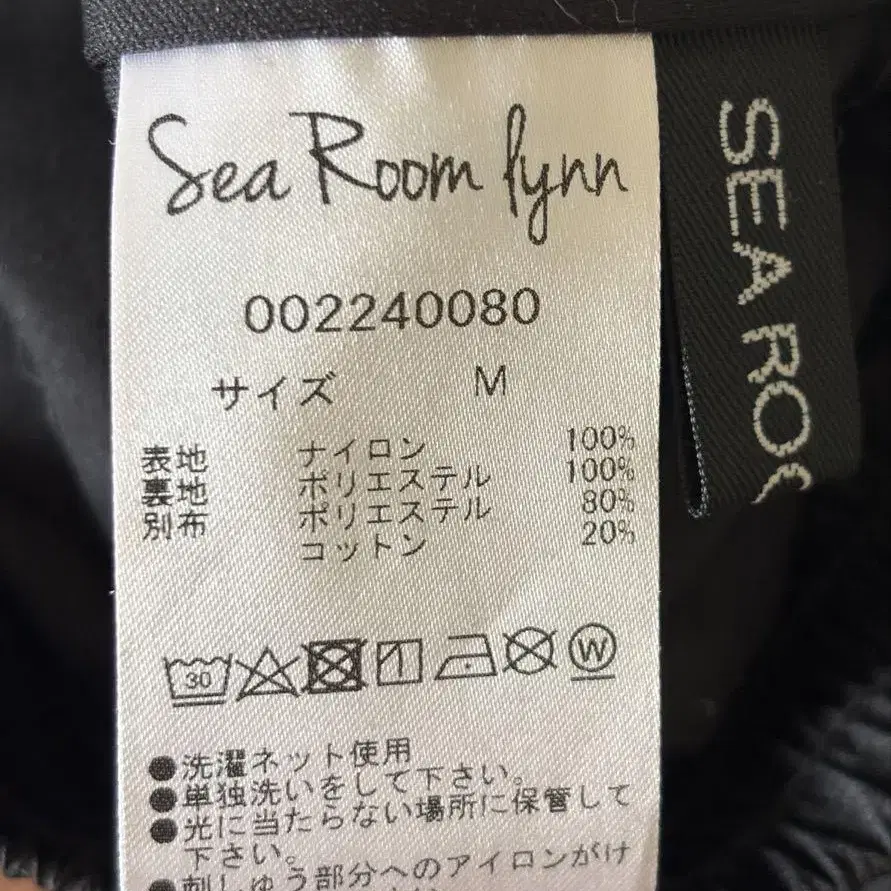 Sea Room lynn
002240080
サイズ M
表地 ナイロン 100%
裏地 ポリエステル 100%
別布 ポリエステル 80%
コットン 20%
30
W
●洗濯ネット使用
●単独洗いをして下さい。
●光に当たらない場所に保管して
下さい。
●刺しゅう部分へのアイロンがけ
SEA ROO